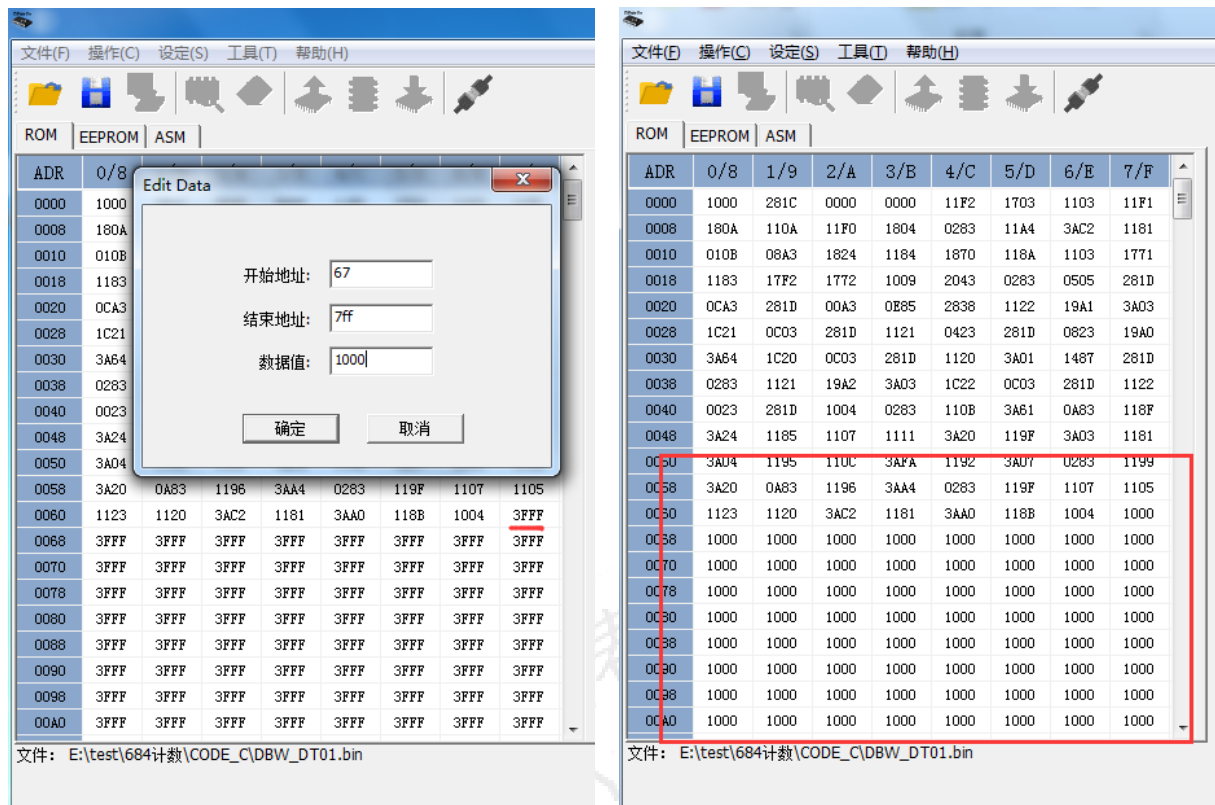 文件(F) 操作(C) 设定(S) 工具(T) 帮助(H)
ROM EEPROM ASM
ADR 0/8
Edit Data
开始地址: 67
结束地址: 7ff
数据值: 1000
确定 取消
0000 1000
0008 180A
0010 010B
0018 1183
0020 0CA3
0028 1C21
0030 3A64
0038 0283
0040 0023
0048 3A24
0050 3A04
0058 3A20 0A83 1196 3AA4 0283 119F 1107 1105
0060 1123 1120 3AC2 1181 3AA0 118B 1004 3FFF
0068 3FFF 3FFF 3FFF 3FFF 3FFF 3FFF 3FFF 3FFF
0070 3FFF 3FFF 3FFF 3FFF 3FFF 3FFF 3FFF 3FFF
0078 3FFF 3FFF 3FFF 3FFF 3FFF 3FFF 3FFF 3FFF
0080 3FFF 3FFF 3FFF 3FFF 3FFF 3FFF 3FFF 3FFF
0088 3FFF 3FFF 3FFF 3FFF 3FFF 3FFF 3FFF 3FFF
0090 3FFF 3FFF 3FFF 3FFF 3FFF 3FFF 3FFF 3FFF
0098 3FFF 3FFF 3FFF 3FFF 3FFF 3FFF 3FFF 3FFF
00A0 3FFF 3FFF 3FFF 3FFF 3FFF 3FFF 3FFF 3FFF
文件: E:\test\684计数\CODE_C\DBW_DT01.bin
文件(F) 操作(C) 设定(S) 工具(T) 帮助(H)
ROM EEPROM ASM
ADR 0/8 1/9 2/A 3/B 4/C 5/D 6/E 7/F
0000 1000 281C 0000 0000 11F2 1703 1103 11F1
0008 180A 110A 11F0 1804 0283 11A4 3AC2 1181
0010 010B 08A3 1824 1184 1870 118A 1103 1771
0018 1183 17F2 1772 1009 2043 0283 0505 281D
0020 0CA3 281D 00A3 0E85 2838 1122 19A1 3A03
0028 1C21 0C03 281D 1121 0423 281D 0823 19A0
0030 3A64 1C20 0C03 281D 1120 3A01 1487 281D
0038 0283 1121 19A2 3A03 1C22 0C03 281D 1122
0040 0023 281D 1004 0283 110B 3A61 0A83 118F
0048 3A24 1185 1107 1111 3A20 119F 3A03 1181
0050 3A04 1195 110C 3AFA 1192 3A07 0283 1199
0058 3A20 0A83 1196 3AA4 0283 119F 1107 1105
0060 1123 1120 3AC2 1181 3AA0 118B 1004 1000
0068 1000 1000 1000 1000 1000 1000 1000 1000
0070 1000 1000 1000 1000 1000 1000 1000 1000
0078 1000 1000 1000 1000 1000 1000 1000 1000
0080 1000 1000 1000 1000 1000 1000 1000 1000
0088 1000 1000 1000 1000 1000 1000 1000 1000
0090 1000 1000 1000 1000 1000 1000 1000 1000
0098 1000 1000 1000 1000 1000 1000 1000 1000
00A0 1000 1000 1000 1000 1000 1000 1000 1000
文件: E:\test\684计数\CODE_C\DBW_DT01.bin